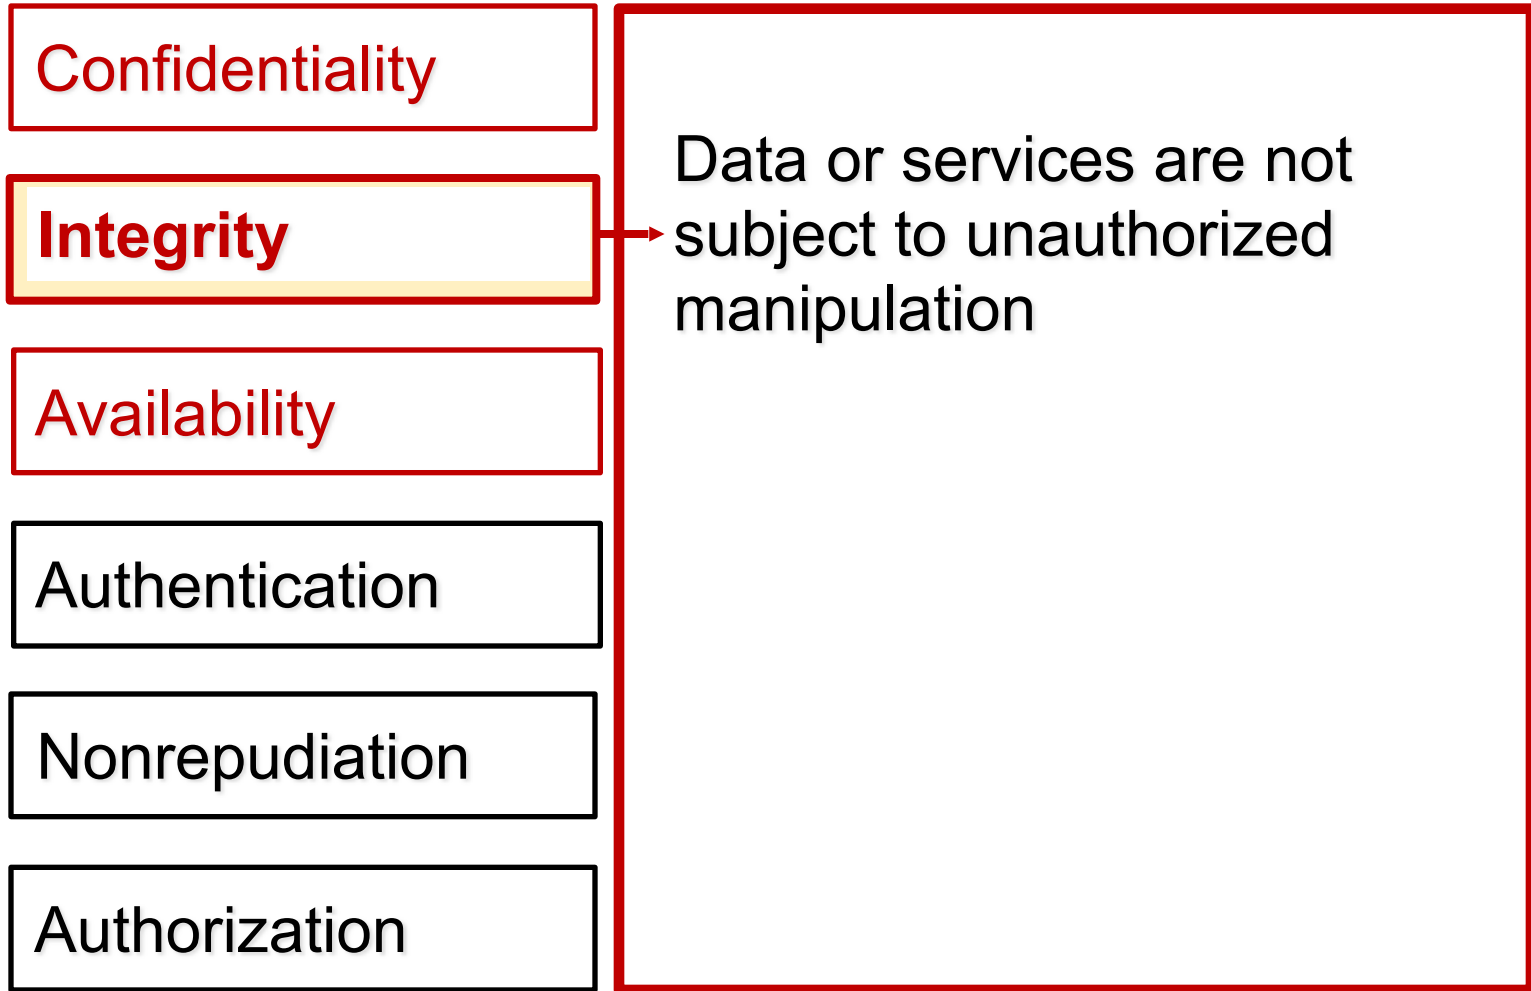 Confidentiality
Integrity
Availability
Authentication
Nonrepudiation
Authorization
Data or services are not
subject to unauthorized
manipulation